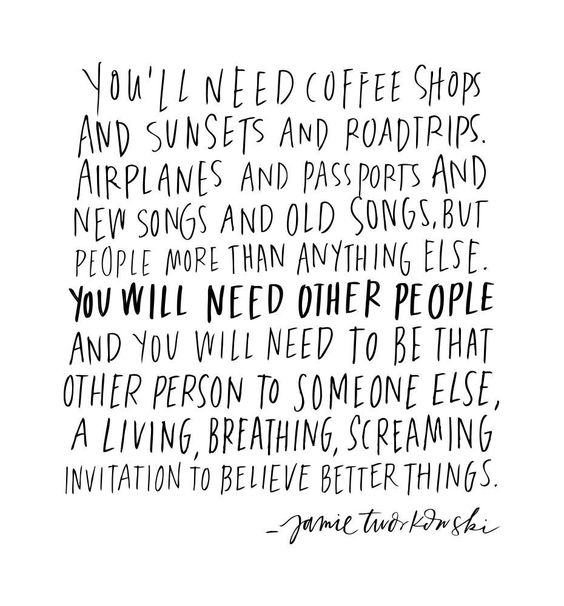 YOU'LL NEED COFFEE SHOPS
AND SUNSETS AND ROADTRIPS.
AIRPLANES AND PASSPORTS AND
NEW SONGS AND OLD SONGS, BUT
PEOPLE MORE THAN ANYTHING ELSE.
YOU WILL NEED OTHER PEOPLE
AND YOU WILL NEED TO BE THAT
OTHER PERSON TO SOMEONE ELSE,
A LIVING, BREATHING, SCREAMING
INVITATION TO BELIEVE BETTER THINGS.
– jamie tworkowski